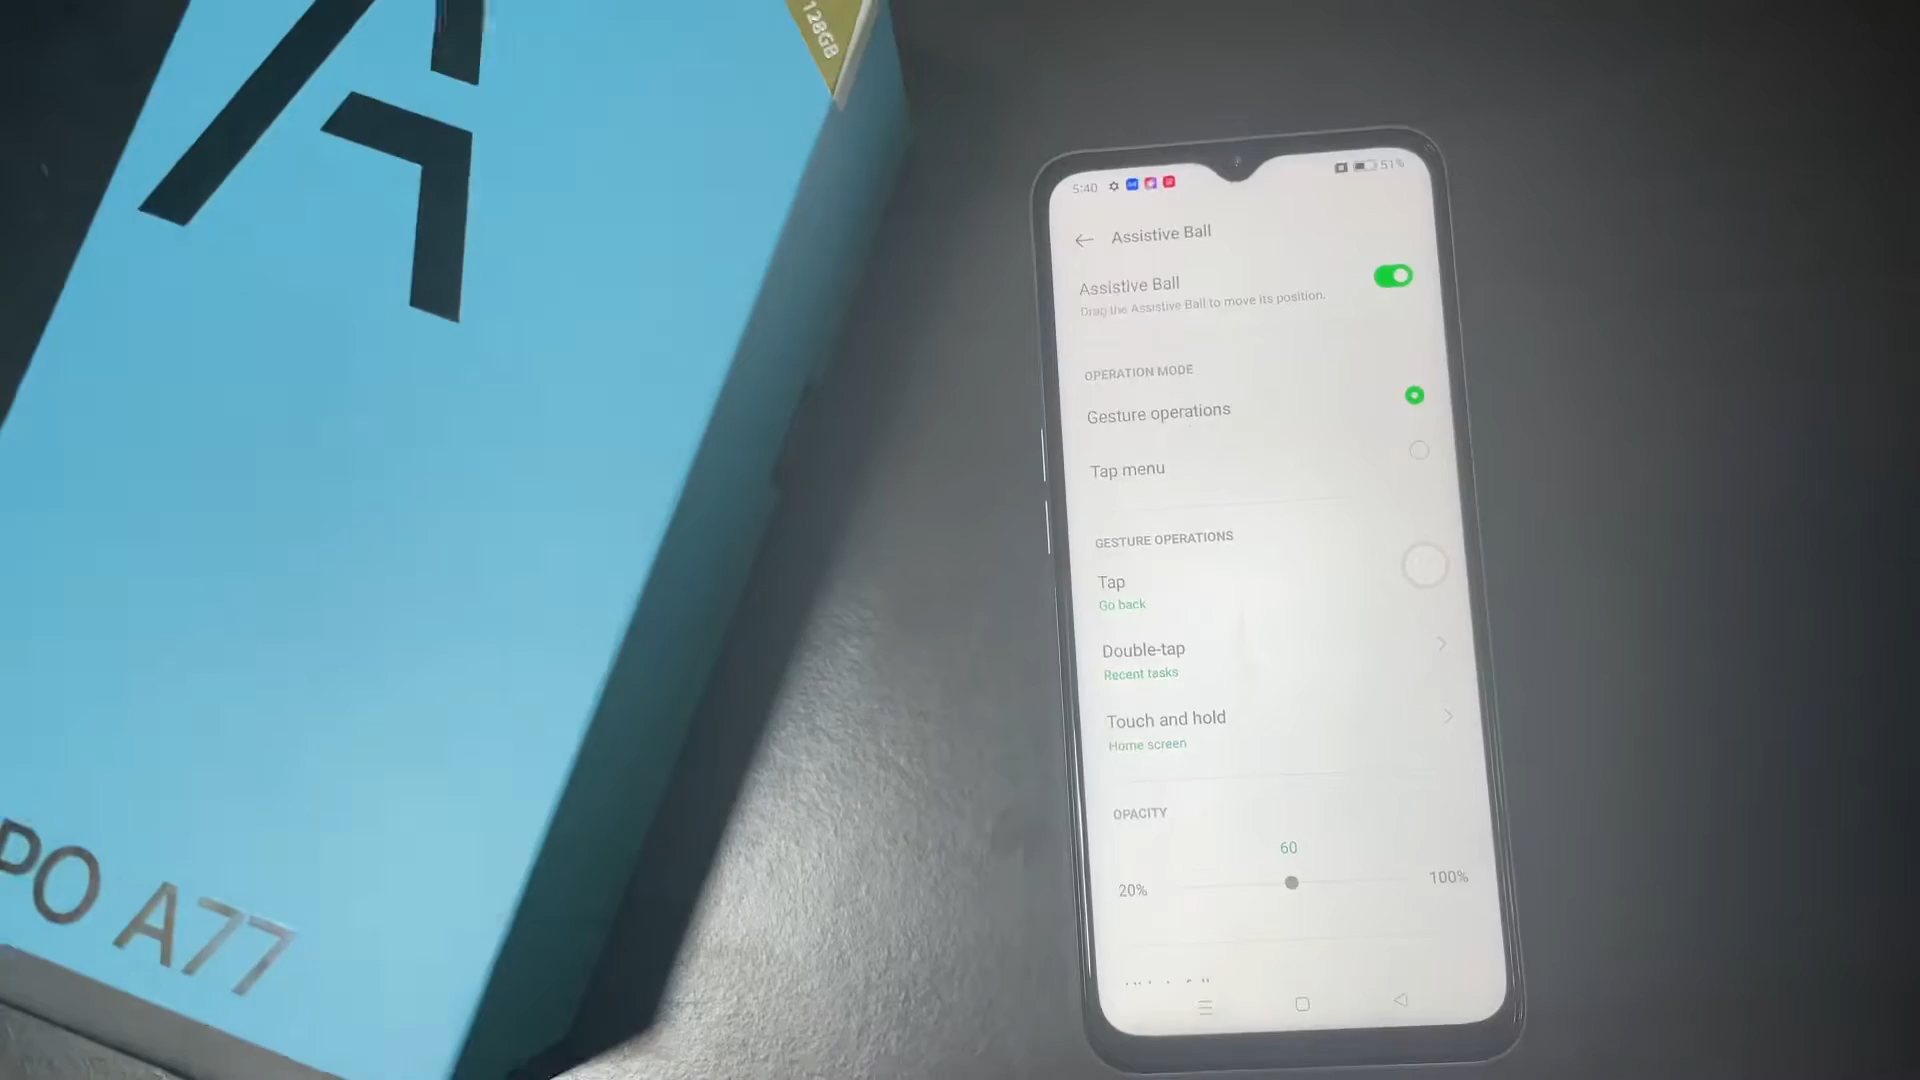 128GB
PO A77
5:40
51%
Assistive Ball
Assistive Ball
Drag the Assistive Ball to move its position.
OPERATION MODE
Gesture operations
Tap menu
GESTURE OPERATIONS
Tap
Go back
Double-tap
Recent tasks
Touch and hold
Home screen
OPACITY
60
20%
100%